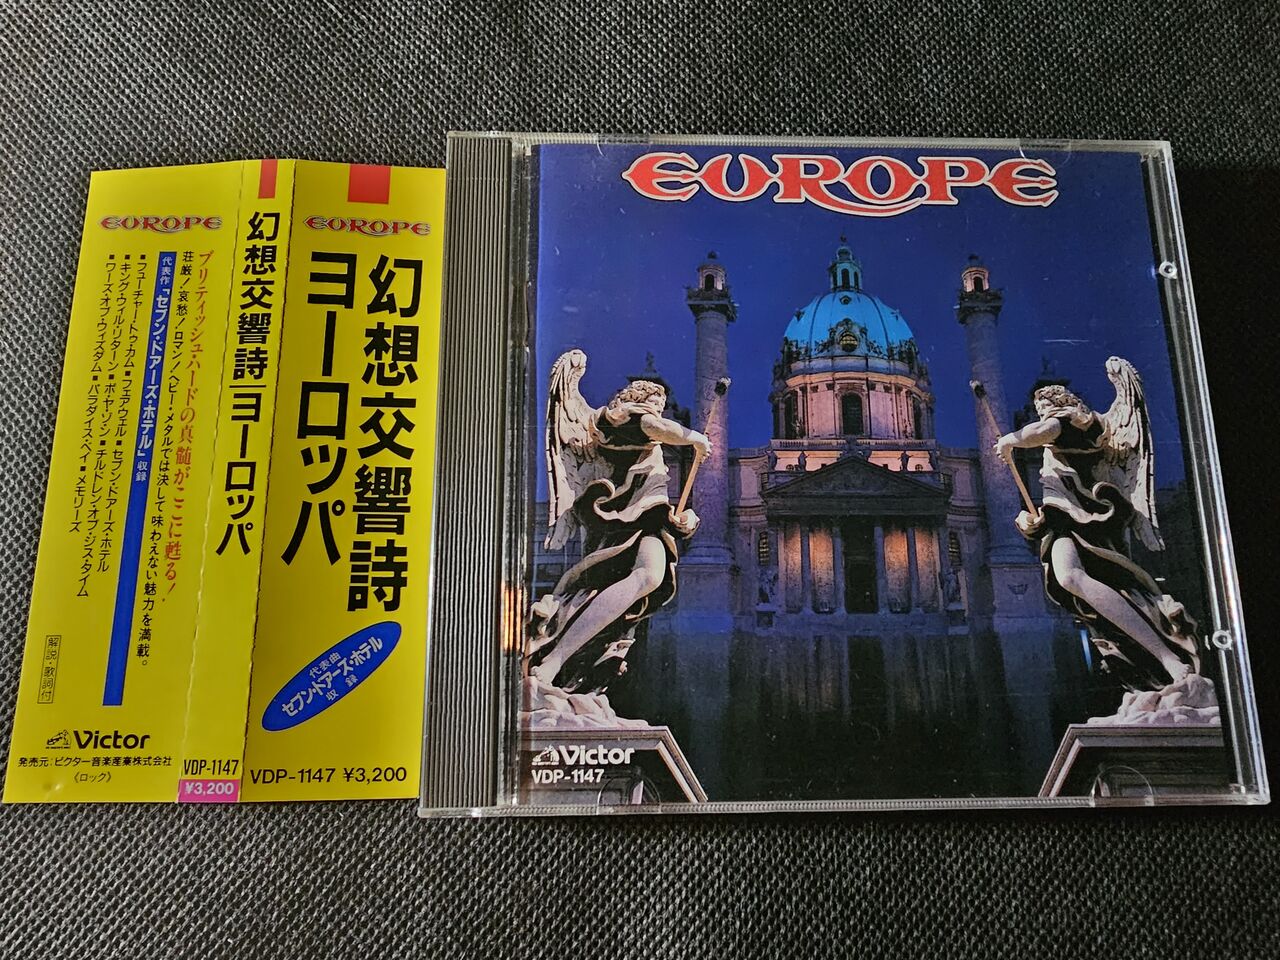 EUROPE
ブリティッシュ・ハードの真髄がここに甦る!
荘厳!哀愁!ロマン!ヘビー・メタルでは決して味わえない魅力を満載。
代表作「セブン・ドアーズ・ホテル」収録
■フューチャー・トゥ・カム■フェアウェル■セブン・ドアーズ・ホテル
■キング・ウィル・リターン■ボヤゾン■チルドレン・オブ・ジス・タイム
■ワーズ・オブ・ウィズダム■パラダイス・ベイ■メモリーズ
解説・歌詞付
Victor
発売元:ビクター音楽産業株式会社
《ロック》
幻想交響詩/ヨーロッパ
VDP-1147
¥3,200
EUROPE
幻想交響詩
ヨーロッパ
代表曲
セブン・ドアーズ・ホテル
収録
VDP-1147 ¥3,200
EUROPE
Victor
VDP-1147